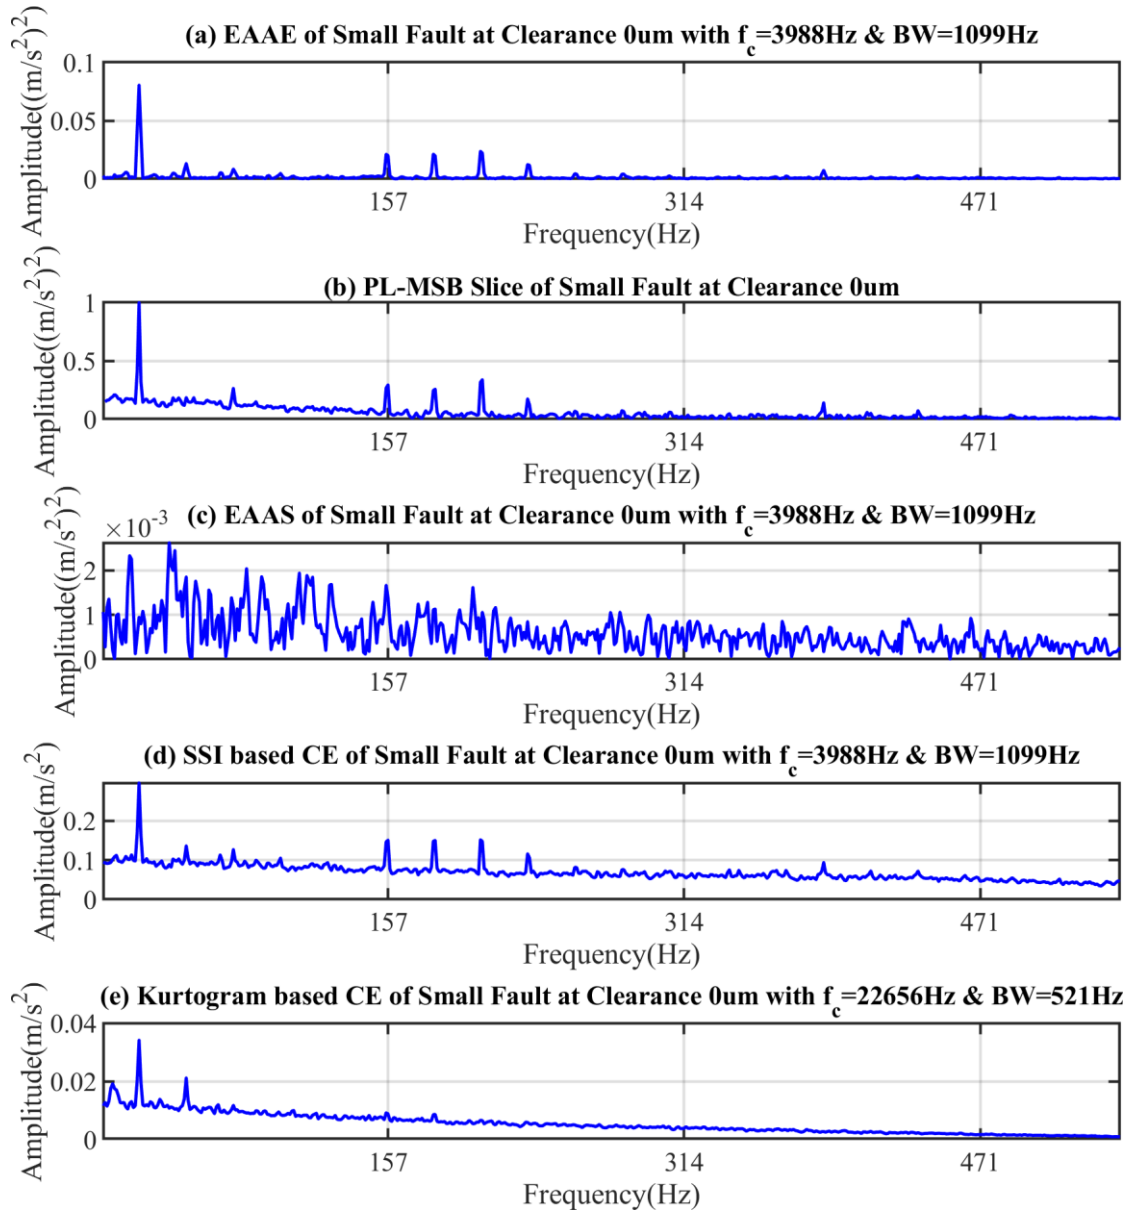 (a) EAAE of Small Fault at Clearance 0um with f_c=3988Hz & BW=1099Hz
Amplitude((m/s²)²)
0.1
0.05
0
157 314 471
Frequency(Hz)
(b) PL-MSB Slice of Small Fault at Clearance 0um
Amplitude((m/s²)²)
1
0.5
0
157 314 471
Frequency(Hz)
(c) EAAS of Small Fault at Clearance 0um with f_c=3988Hz & BW=1099Hz
×10⁻³
Amplitude((m/s²)²)
2
1
0
157 314 471
Frequency(Hz)
(d) SSI based CE of Small Fault at Clearance 0um with f_c=3988Hz & BW=1099Hz
Amplitude(m/s²)
0.2
0.1
0
157 314 471
Frequency(Hz)
(e) Kurtogram based CE of Small Fault at Clearance 0um with f_c=22656Hz & BW=521Hz
Amplitude(m/s²)
0.04
0.02
0
157 314 471
Frequency(Hz)